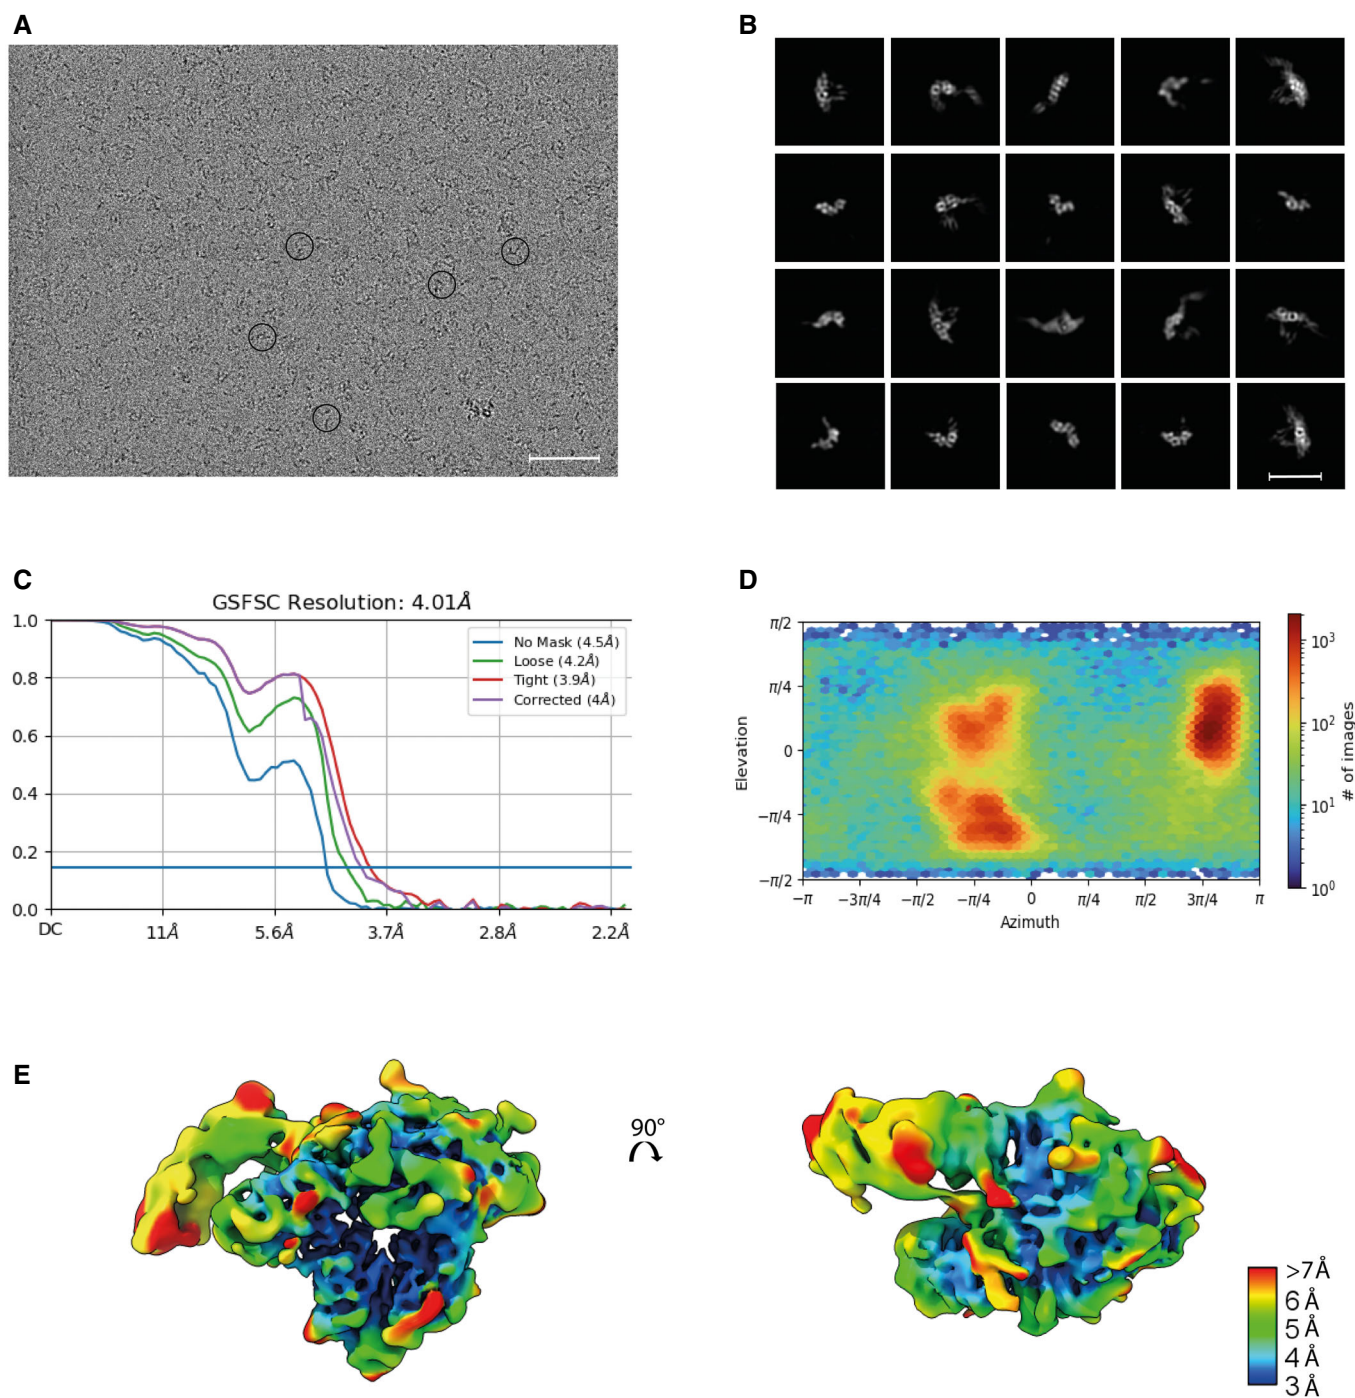 A
B
C
GSFSC Resolution: 4.01Å
1.0
0.8
0.6
0.4
0.2
0.0
No Mask (4.5Å)
Loose (4.2Å)
Tight (3.9Å)
Corrected (4Å)
DC 11Å 5.6Å 3.7Å 2.8Å 2.2Å
D
π/2
π/4
0
−π/4
−π/2
Elevation
−π −3π/4 −π/2 −π/4 0 π/4 π/2 3π/4 π
Azimuth
10³
10²
10¹
10⁰
# of images
E
90°
>7Å
6Å
5Å
4Å
3Å